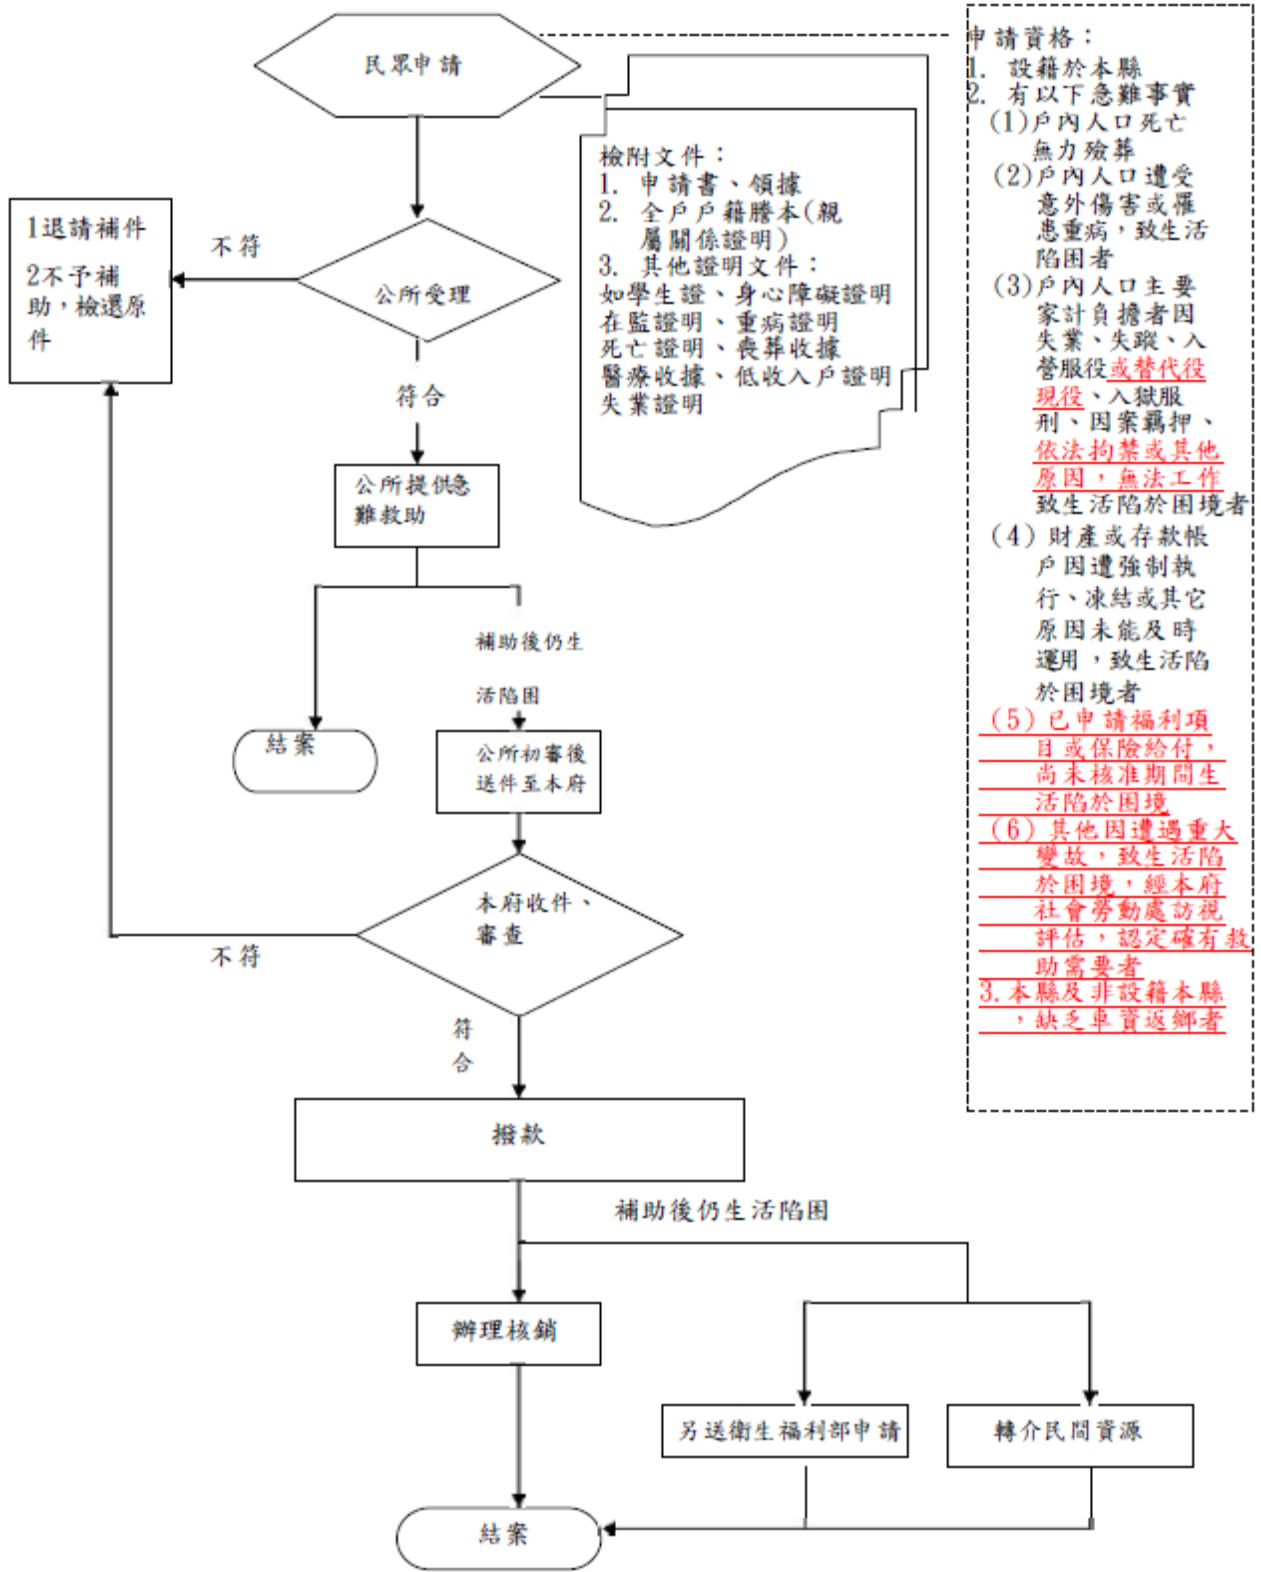 民眾申請
檢附文件：
1. 申請書、領據
2. 全戶戶籍謄本(親
屬關係證明)
3. 其他證明文件：
如學生證、身心障礙證明
在監證明、重病證明
死亡證明、喪葬收據
醫療收據、低收入戶證明
失業證明
申請資格：
1. 設籍於本縣
2. 有以下急難事實
(1)戶內人口死亡
無力殮葬
(2)戶內人口遭受
意外傷害或罹
患重病，致生活
陷困者
(3)戶內人口主要
家計負擔者因
失業、失蹤、入
營服役或替代役
現役、入獄服
刑、因案羈押、
依法拘禁或其他
原因，無法工作
致生活陷於困境者
(4) 財產或存款帳
戶因遭強制執
行、凍結或其它
原因未能及時
運用，致生活陷
於困境者
(5) 已申請福利項
目或保險給付，
尚未核准期間生
活陷於困境
(6) 其他因遭遇重大
變故，致生活陷
於困境，經本府
社會勞動處訪視
評估，認定確有救
助需要者
3. 本縣及非設籍本縣
，缺乏車資返鄉者
1退請補件
2不予補
助，檢還原
件
不符
公所受理
符合
公所提供急
難救助
補助後仍生
活陷困
結案
公所初審後
送件至本府
本府收件、
審查
不符
符
合
撥款
補助後仍生活陷困
辦理核銷
另送衛生福利部申請
轉介民間資源
結案